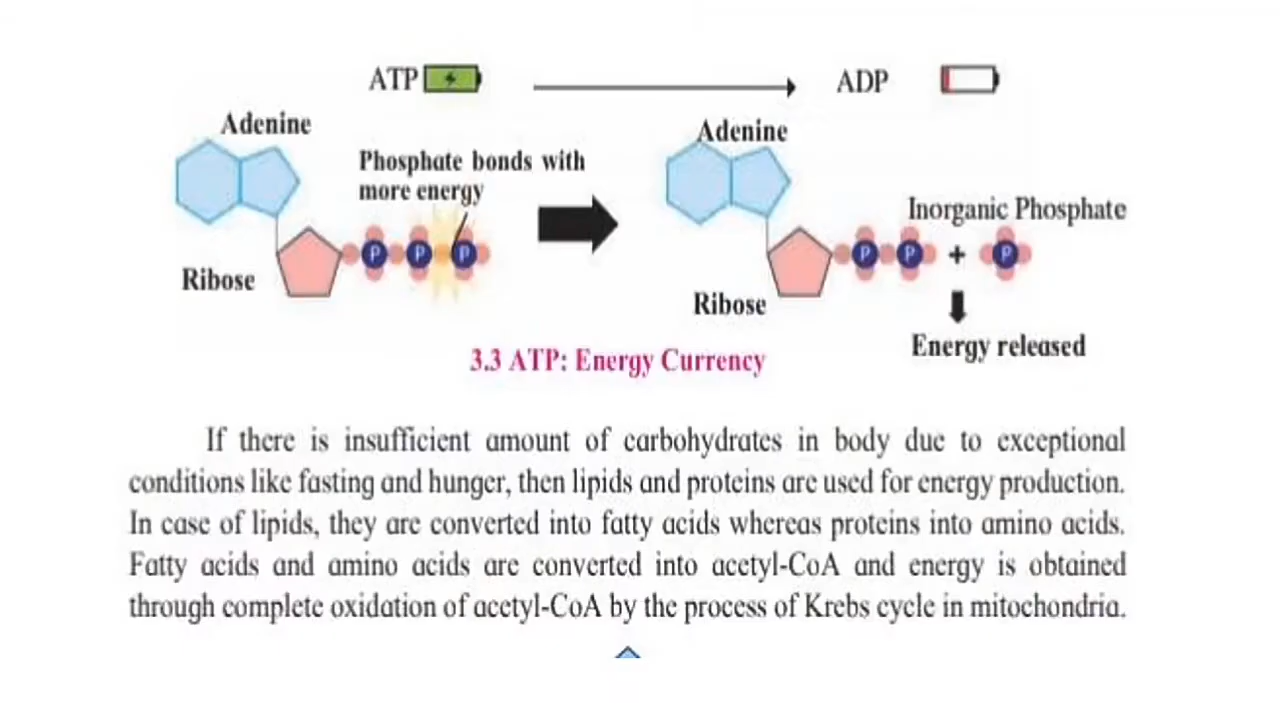 ATP
ADP
Adenine
Adenine
Phosphate bonds with
more energy
Inorganic Phosphate
P P P
P P + P
Ribose
Ribose
Energy released
3.3 ATP: Energy Currency
If there is insufficient amount of carbohydrates in body due to exceptional
conditions like fasting and hunger, then lipids and proteins are used for energy production.
In case of lipids, they are converted into fatty acids whereas proteins into amino acids.
Fatty acids and amino acids are converted into acetyl-CoA and energy is obtained
through complete oxidation of acetyl-CoA by the process of Krebs cycle in mitochondria.